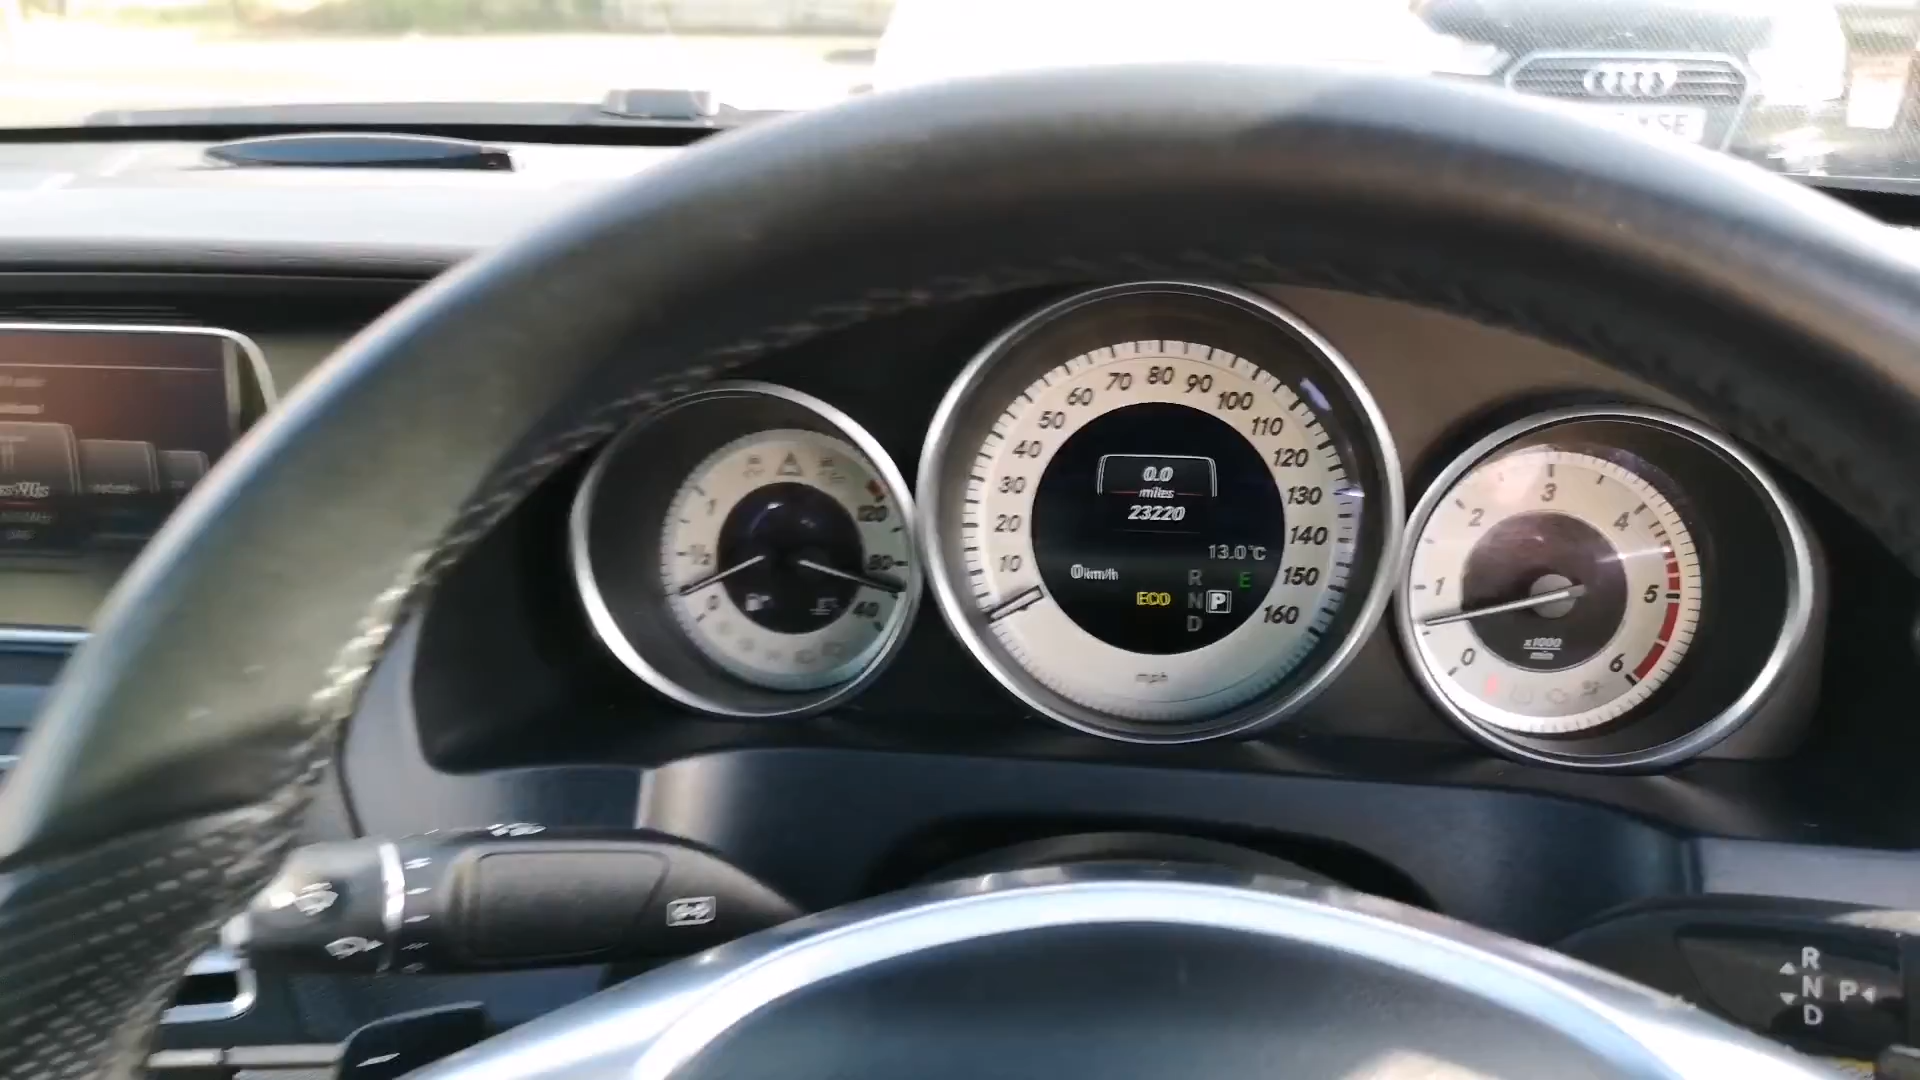 SE
70 80 90
60 100
50 110
40 120
30 130
20 140
10 150
160
mph
0.0
miles
23220
13.0°C
0km/h
R
E
ECO
N P
D
1
½
0
120
80
40
0
1
2
3
4
5
6
x1000
min
R
N P
D